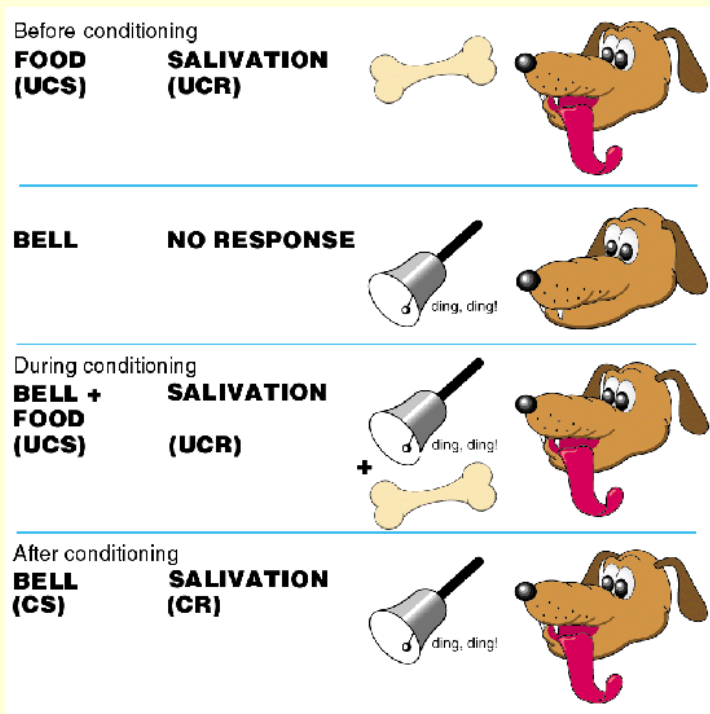 Before conditioning
FOOD SALIVATION
(UCS) (UCR)
BELL NO RESPONSE
ding, ding!
During conditioning
BELL + SALIVATION
FOOD
(UCS) (UCR)
ding, ding!
+
After conditioning
BELL SALIVATION
(CS) (CR)
ding, ding!